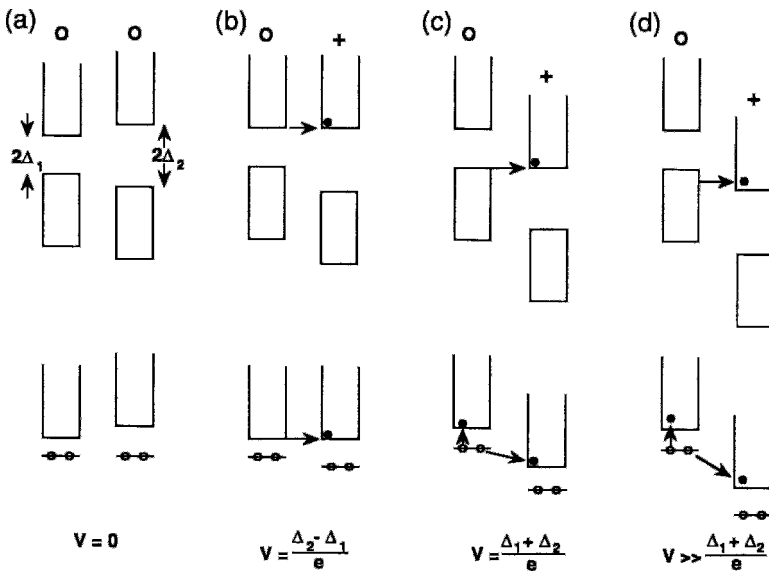 (a) (b) (c) (d)
O O O + O + O +
2Δ₁ 2Δ₂
V = 0 V = (Δ₂ - Δ₁)/e V = (Δ₁ + Δ₂)/e V >> (Δ₁ + Δ₂)/e